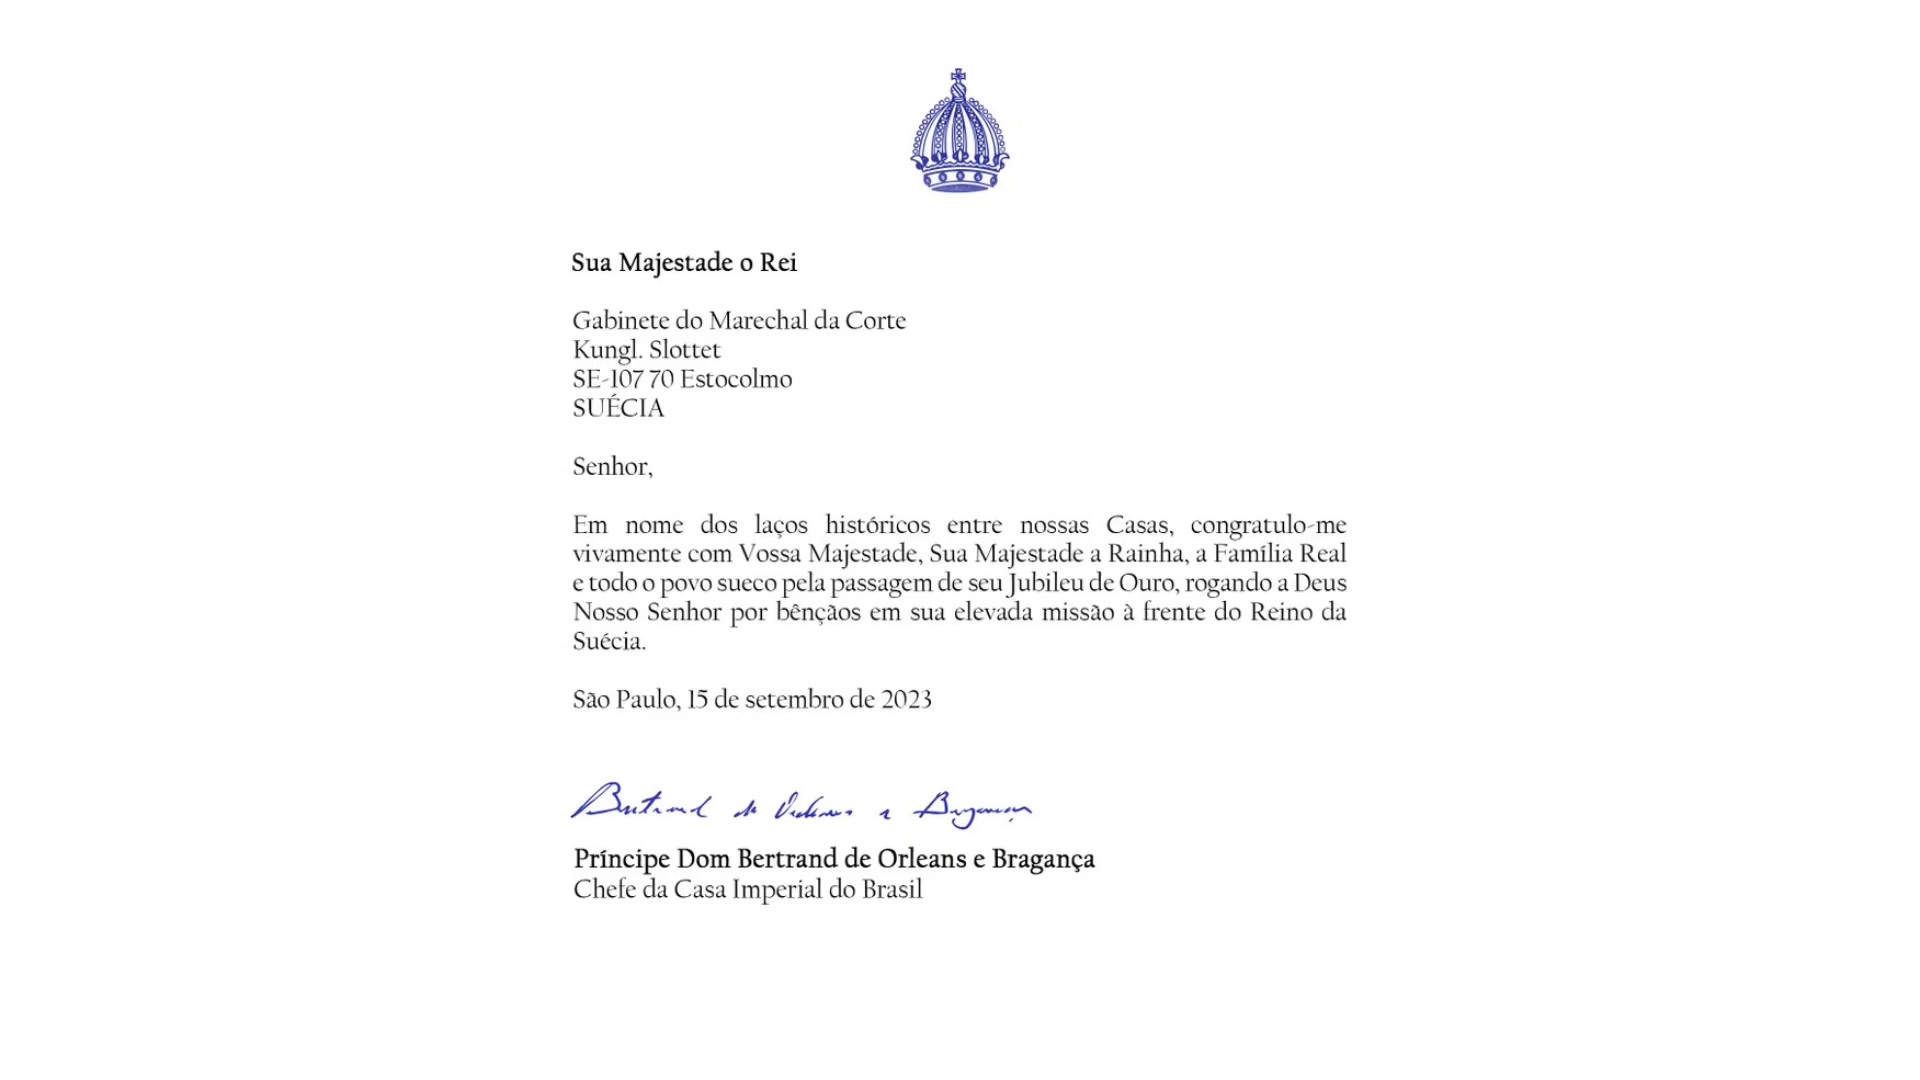 Sua Majestade o Rei
Gabinete do Marechal da Corte
Kungl. Slottet
SE-107 70 Estocolmo
SUÉCIA
Senhor,
Em nome dos laços históricos entre nossas Casas, congratulo-me
vivamente com Vossa Majestade, Sua Majestade a Rainha, a Família Real
e todo o povo sueco pela passagem de seu Jubileu de Ouro, rogando a Deus
Nosso Senhor por bênçãos em sua elevada missão à frente do Reino da
Suécia.
São Paulo, 15 de setembro de 2023
Bertrand de Orleans e Bragança
Príncipe Dom Bertrand de Orleans e Bragança
Chefe da Casa Imperial do Brasil